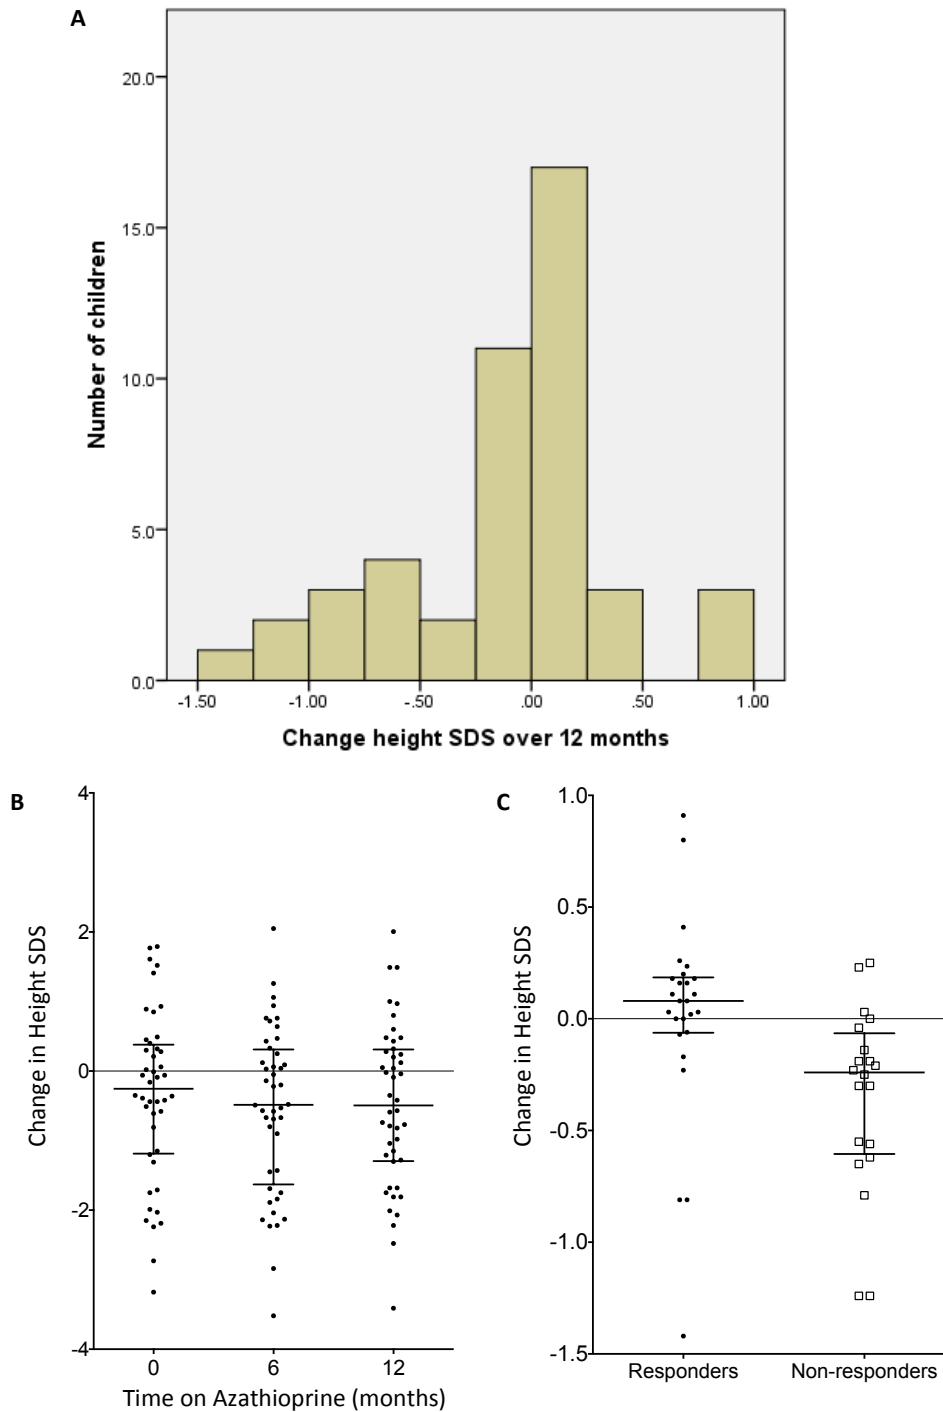 A
20.0
15.0
10.0
5.0
0.0
Number of children
-1.50 -1.00 -.50 .00 .50 1.00
Change height SDS over 12 months
B
4
2
0
-2
-4
Change in Height SDS
0 6 12
Time on Azathioprine (months)
C
1.0
0.5
0.0
-0.5
-1.0
-1.5
Change in Height SDS
Responders Non-responders